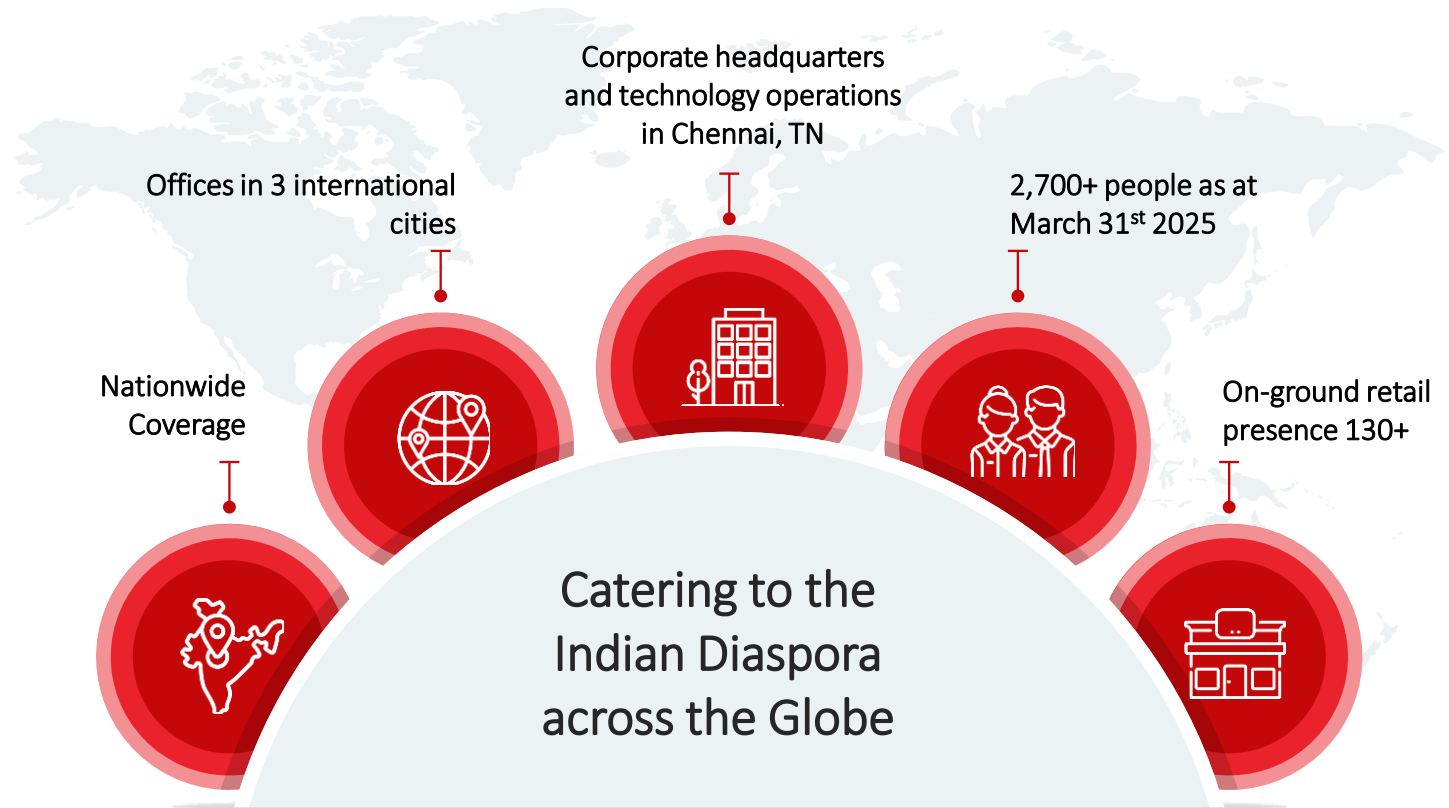 Corporate headquarters
and technology operations
in Chennai, TN
Offices in 3 international
cities
2,700+ people as at
March 31st 2025
Nationwide
Coverage
On-ground retail
presence 130+
Catering to the
Indian Diaspora
across the Globe